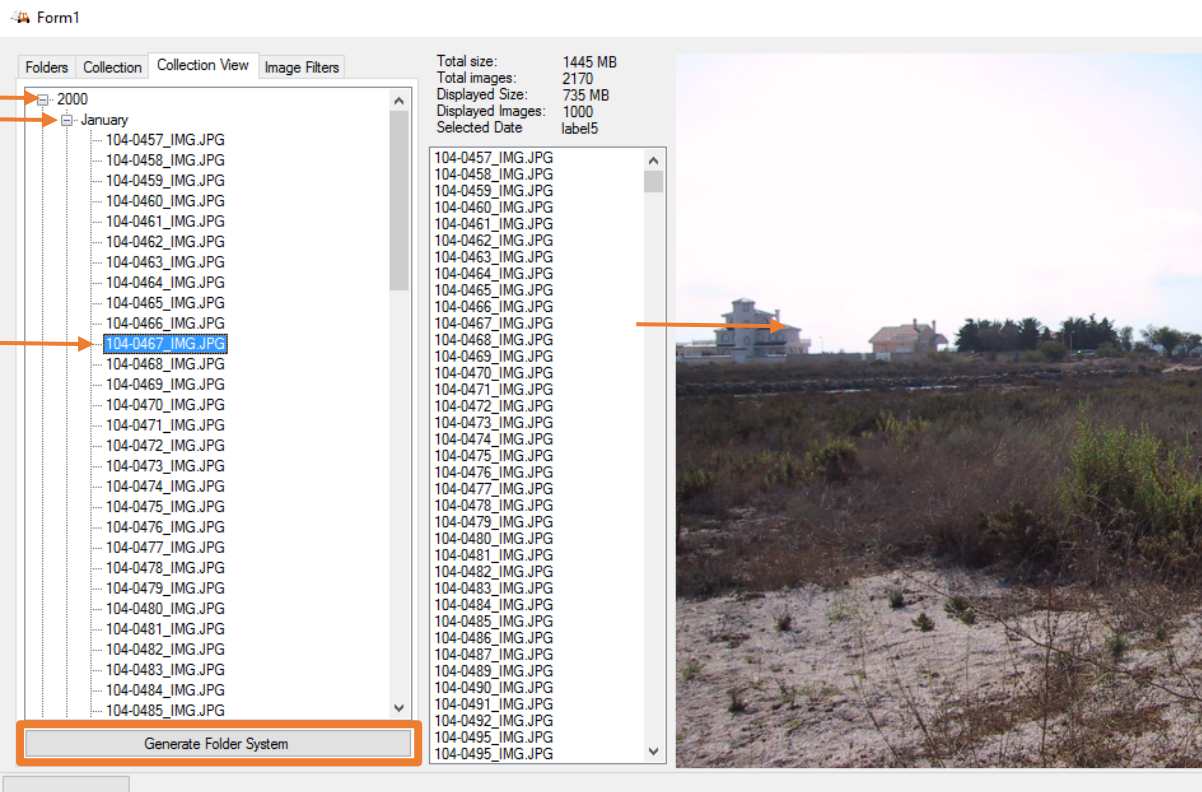 Form1
Folders Collection Collection View Image Filters
2000
January
104-0457_IMG.JPG
104-0458_IMG.JPG
104-0459_IMG.JPG
104-0460_IMG.JPG
104-0461_IMG.JPG
104-0462_IMG.JPG
104-0463_IMG.JPG
104-0464_IMG.JPG
104-0465_IMG.JPG
104-0466_IMG.JPG
104-0467_IMG.JPG
104-0468_IMG.JPG
104-0469_IMG.JPG
104-0470_IMG.JPG
104-0471_IMG.JPG
104-0472_IMG.JPG
104-0473_IMG.JPG
104-0474_IMG.JPG
104-0475_IMG.JPG
104-0476_IMG.JPG
104-0477_IMG.JPG
104-0478_IMG.JPG
104-0479_IMG.JPG
104-0480_IMG.JPG
104-0481_IMG.JPG
104-0482_IMG.JPG
104-0483_IMG.JPG
104-0484_IMG.JPG
104-0485_IMG.JPG
Generate Folder System
Total size: 1445 MB
Total images: 2170
Displayed Size: 735 MB
Displayed Images: 1000
Selected Date label5
104-0457_IMG.JPG
104-0458_IMG.JPG
104-0459_IMG.JPG
104-0460_IMG.JPG
104-0461_IMG.JPG
104-0462_IMG.JPG
104-0463_IMG.JPG
104-0464_IMG.JPG
104-0465_IMG.JPG
104-0466_IMG.JPG
104-0467_IMG.JPG
104-0468_IMG.JPG
104-0469_IMG.JPG
104-0470_IMG.JPG
104-0471_IMG.JPG
104-0472_IMG.JPG
104-0473_IMG.JPG
104-0474_IMG.JPG
104-0475_IMG.JPG
104-0476_IMG.JPG
104-0477_IMG.JPG
104-0478_IMG.JPG
104-0479_IMG.JPG
104-0480_IMG.JPG
104-0481_IMG.JPG
104-0482_IMG.JPG
104-0483_IMG.JPG
104-0484_IMG.JPG
104-0485_IMG.JPG
104-0486_IMG.JPG
104-0487_IMG.JPG
104-0489_IMG.JPG
104-0490_IMG.JPG
104-0491_IMG.JPG
104-0492_IMG.JPG
104-0495_IMG.JPG
104-0495_IMG.JPG